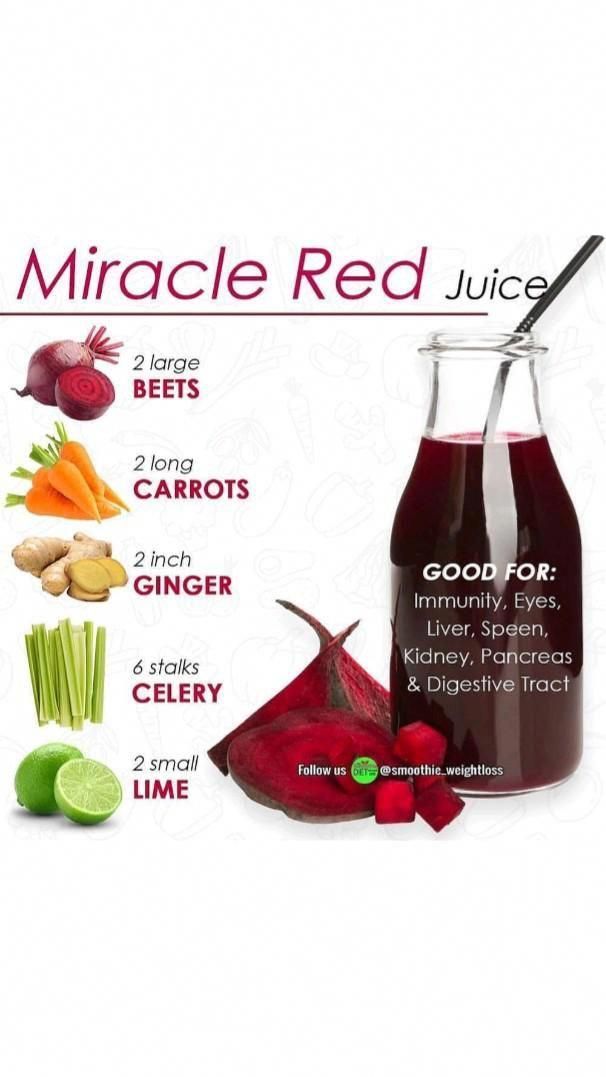 Miracle Red Juice
2 large
BEETS
2 long
CARROTS
2 inch
GINGER
6 stalks
CELERY
2 small
LIME
GOOD FOR:
Immunity, Eyes,
Liver, Speen,
Kidney, Pancreas
& Digestive Tract
Follow us DIET @smoothie_weightloss